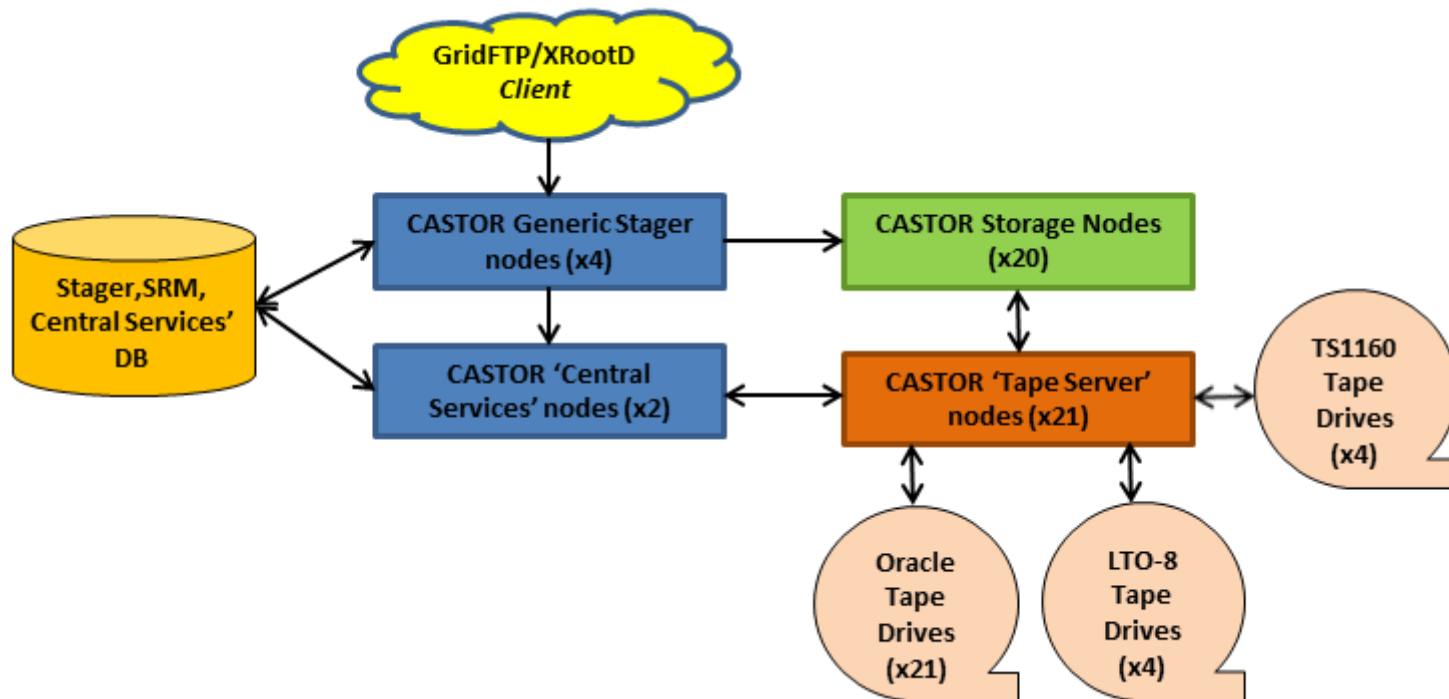 GridFTP/XRootD
Client
CASTOR Generic Stager
nodes (x4)
CASTOR Storage Nodes
(x20)
Stager,SRM,
Central Services’
DB
CASTOR ‘Central
Services’ nodes (x2)
CASTOR ‘Tape Server’
nodes (x21)
TS1160
Tape
Drives
(x4)
Oracle
Tape
Drives
(x21)
LTO-8
Tape
Drives
(x4)